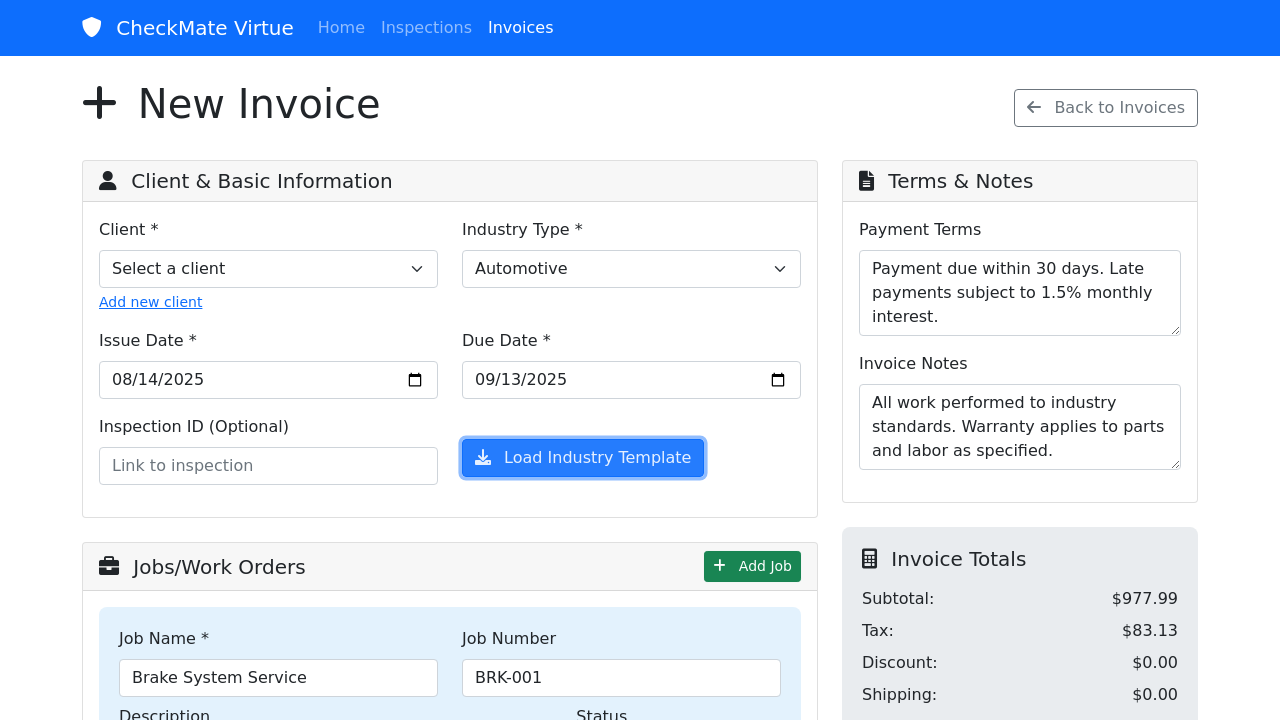 CheckMate Virtue
Home
Inspections
Invoices
New Invoice
Back to Invoices
Client & Basic Information
Client *
Select a client
Add new client
Industry Type *
Automotive
Issue Date *
08/14/2025
Due Date *
09/13/2025
Inspection ID (Optional)
Link to inspection
Load Industry Template
Jobs/Work Orders
Add Job
Job Name *
Brake System Service
Job Number
BRK-001
Description
Status
Terms & Notes
Payment Terms
Payment due within 30 days. Late
payments subject to 1.5% monthly
interest.
Invoice Notes
All work performed to industry
standards. Warranty applies to parts
and labor as specified.
Invoice Totals
Subtotal: $977.99
Tax: $83.13
Discount: $0.00
Shipping: $0.00